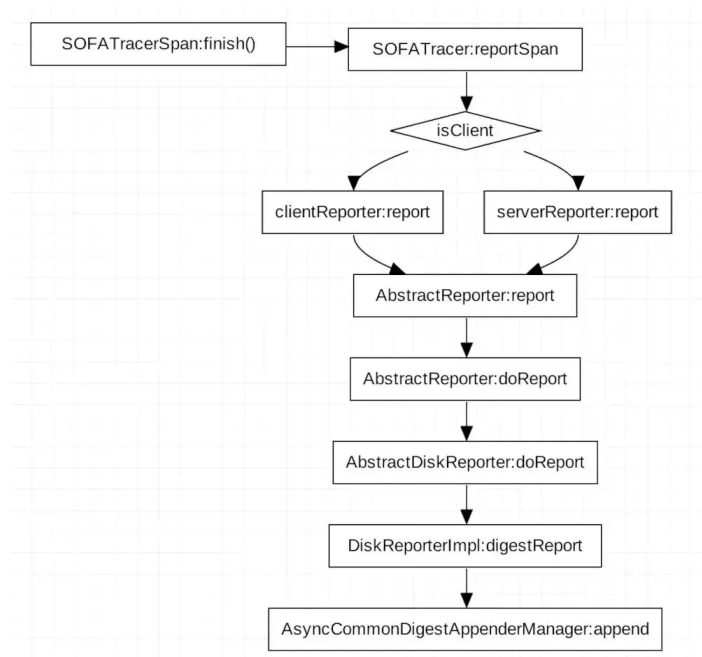 SOFATracerSpan:finish()
SOFATracer:reportSpan
isClient
clientReporter:report
serverReporter:report
AbstractReporter:report
AbstractReporter:doReport
AbstractDiskReporter:doReport
DiskReporterImpl:digestReport
AsyncCommonDigestAppenderManager:append